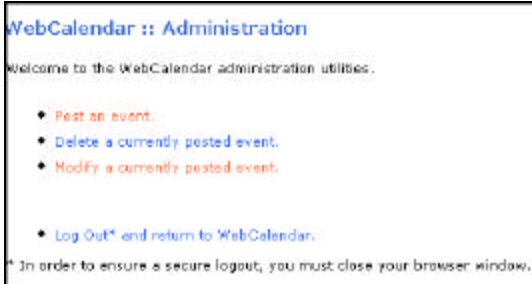 WebCalendar :: Administration
Welcome to the WebCalendar administration utilities.
Post an event.
Delete a currently posted event.
Modify a currently posted event.
Log Out* and return to WebCalendar.
* In order to ensure a secure logout, you must close your browser window.